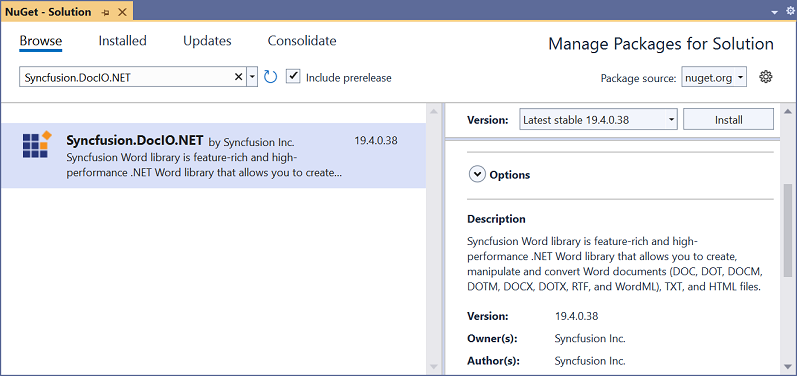 NuGet - Solution
Browse Installed Updates Consolidate
Manage Packages for Solution
Syncfusion.DocIO.NET
Include prerelease
Package source: nuget.org
Syncfusion.DocIO.NET by Syncfusion Inc. 19.4.0.38
Syncfusion Word library is feature-rich and high-
performance .NET Word library that allows you to create...
Version: Latest stable 19.4.0.38 Install
Options
Description
Syncfusion Word library is feature-rich and high-
performance .NET Word library that allows you to create,
manipulate and convert Word documents (DOC, DOT, DOCM,
DOTM, DOCX, DOTX, RTF, and WordML), TXT, and HTML files.
Version: 19.4.0.38
Owner(s): Syncfusion Inc.
Author(s): Syncfusion Inc.